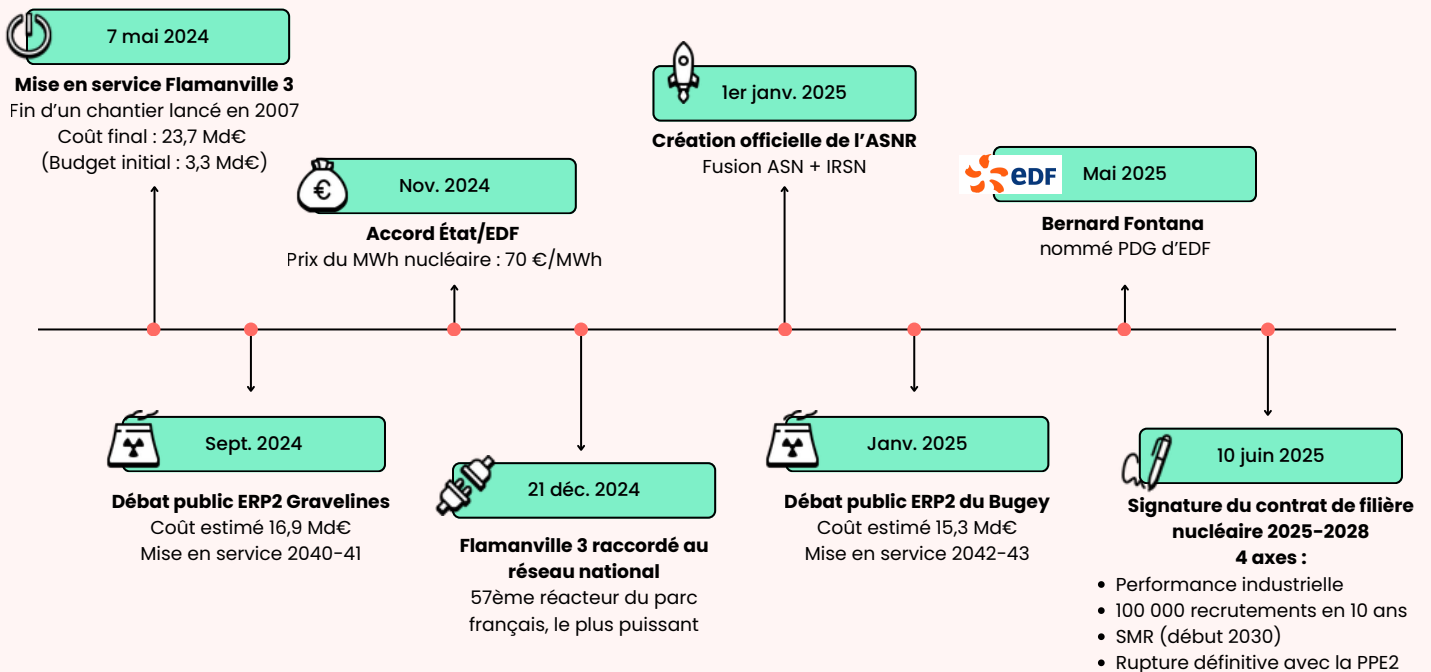 7 mai 2024
Mise en service Flamanville 3
Fin d'un chantier lancé en 2007
Coût final : 23,7 Md€
(Budget initial : 3,3 Md€)
Nov. 2024
Accord État/EDF
Prix du MWh nucléaire : 70 €/MWh
1er janv. 2025
Création officielle de l'ASNR
Fusion ASN + IRSN
eDF
Mai 2025
Bernard Fontana
nommé PDG d'EDF
Sept. 2024
Débat public ERP2 Gravelines
Coût estimé 16,9 Md€
Mise en service 2040-41
21 déc. 2024
Flamanville 3 raccordé au
réseau national
57ème réacteur du parc
français, le plus puissant
Janv. 2025
Débat public ERP2 du Bugey
Coût estimé 15,3 Md€
Mise en service 2042-43
10 juin 2025
Signature du contrat de filière
nucléaire 2025-2028
4 axes :
• Performance industrielle
• 100 000 recrutements en 10 ans
• SMR (début 2030)
• Rupture définitive avec la PPE2